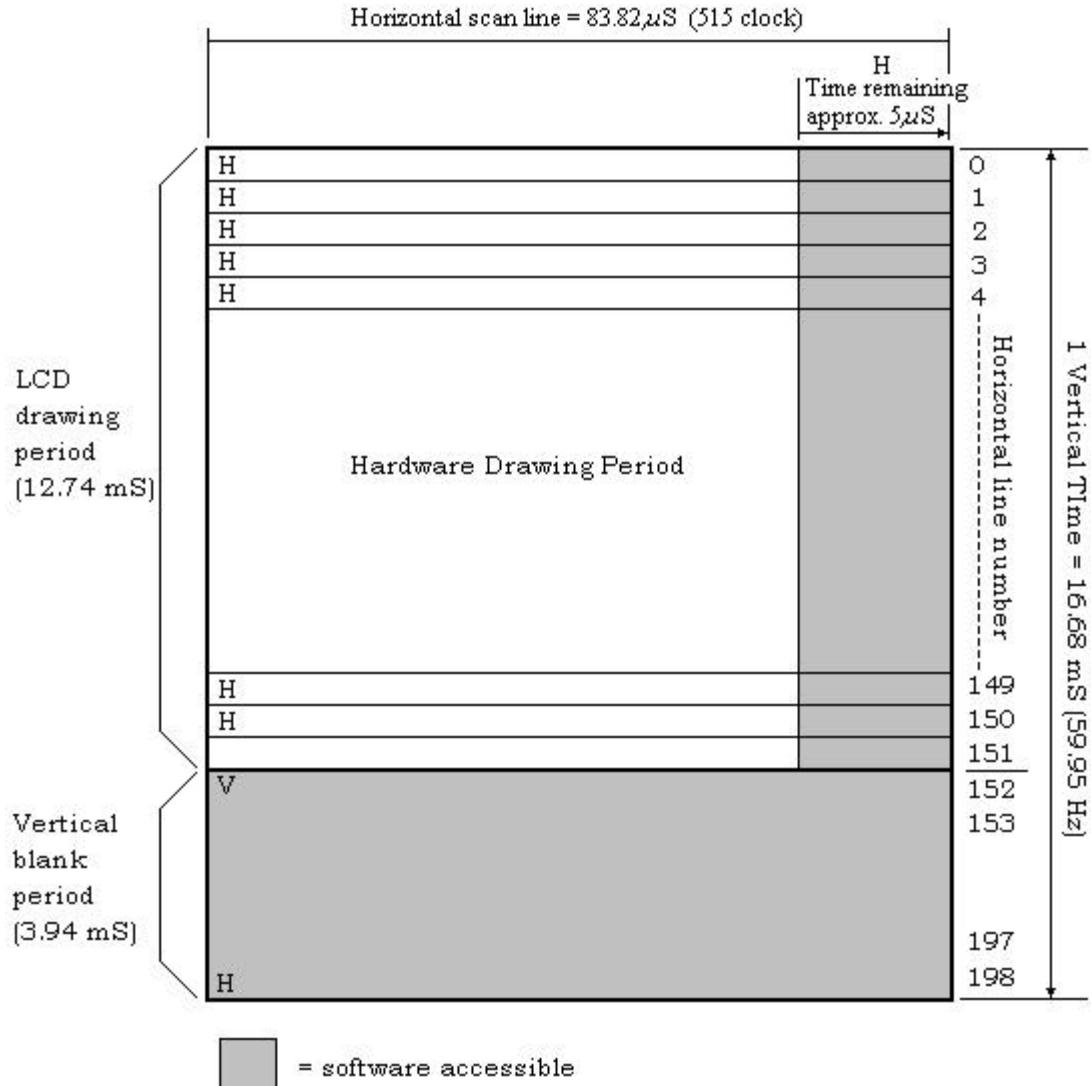 Horizontal scan line = 83.82µS (515 clock)
H
Time remaining
approx. 5µS
H
H
H
H
H
0
1
2
3
4
LCD
drawing
period
(12.74 mS)
Hardware Drawing Period
Horizontal line number
1 Vertical TIme = 16.68 mS (59.95 Hz)
H
H
149
150
151
V
152
153
Vertical
blank
period
(3.94 mS)
197
H
198
= software accessible